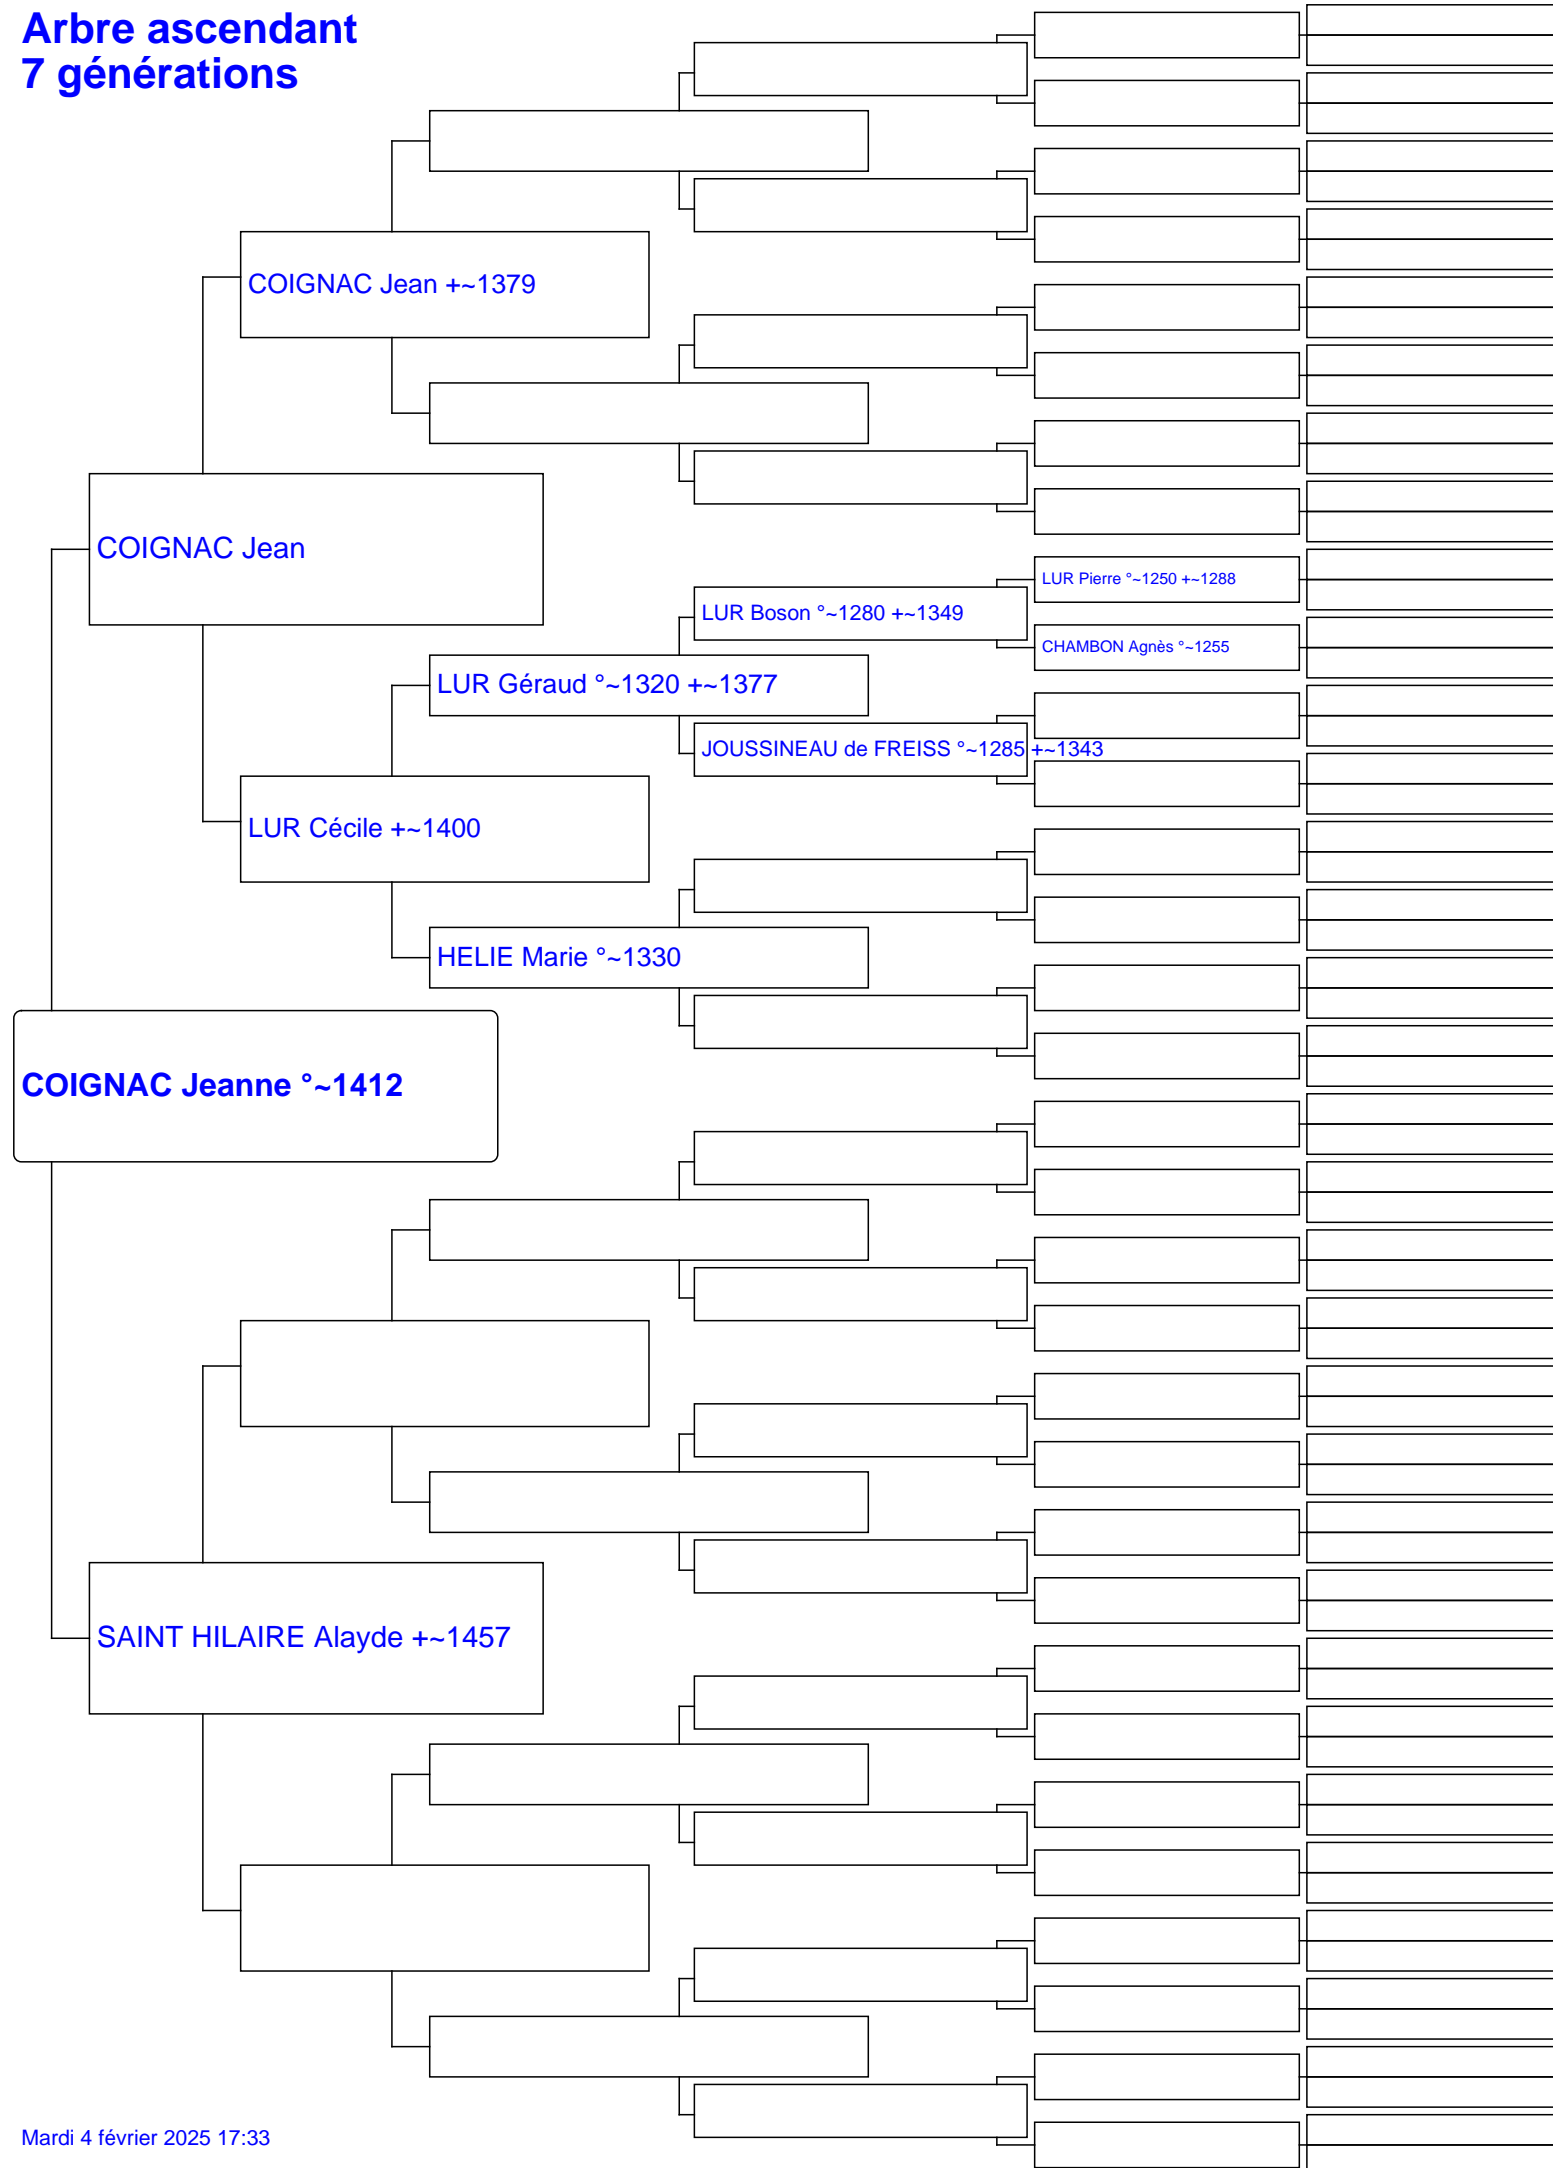 Arbre ascendant
7 générations
COIGNAC Jean +~1379
COIGNAC Jean
LUR Pierre °~1250 +~1288
LUR Boson °~1280 +~1349
CHAMBON Agnès °~1255
LUR Géraud °~1320 +~1377
JOUSSINEAU de FREISS °~1285 +~1343
LUR Cécile +~1400
HELIE Marie °~1330
COIGNAC Jeanne °~1412
SAINT HILAIRE Alayde +~1457
Mardi 4 février 2025 17:33